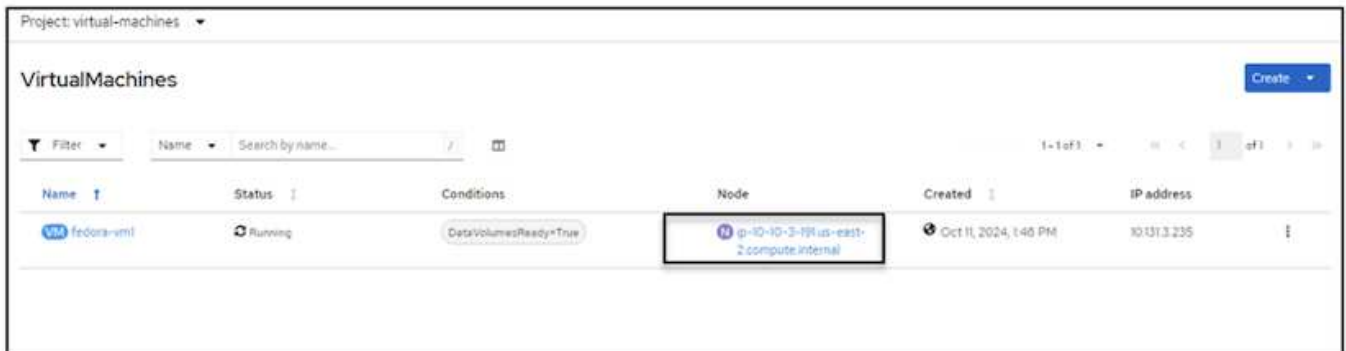 Project: virtual-machines
VirtualMachines
Create
Filter
Name
Search by name...
/
1-1 of 1
1 of 1
Name Status Conditions Node Created IP address
VM fedora-vm1 Running DataVolumesReady=True N ip-10-10-3-191.us-east-
2.compute.internal Oct 11, 2024, 1:46 PM 10.131.3.235